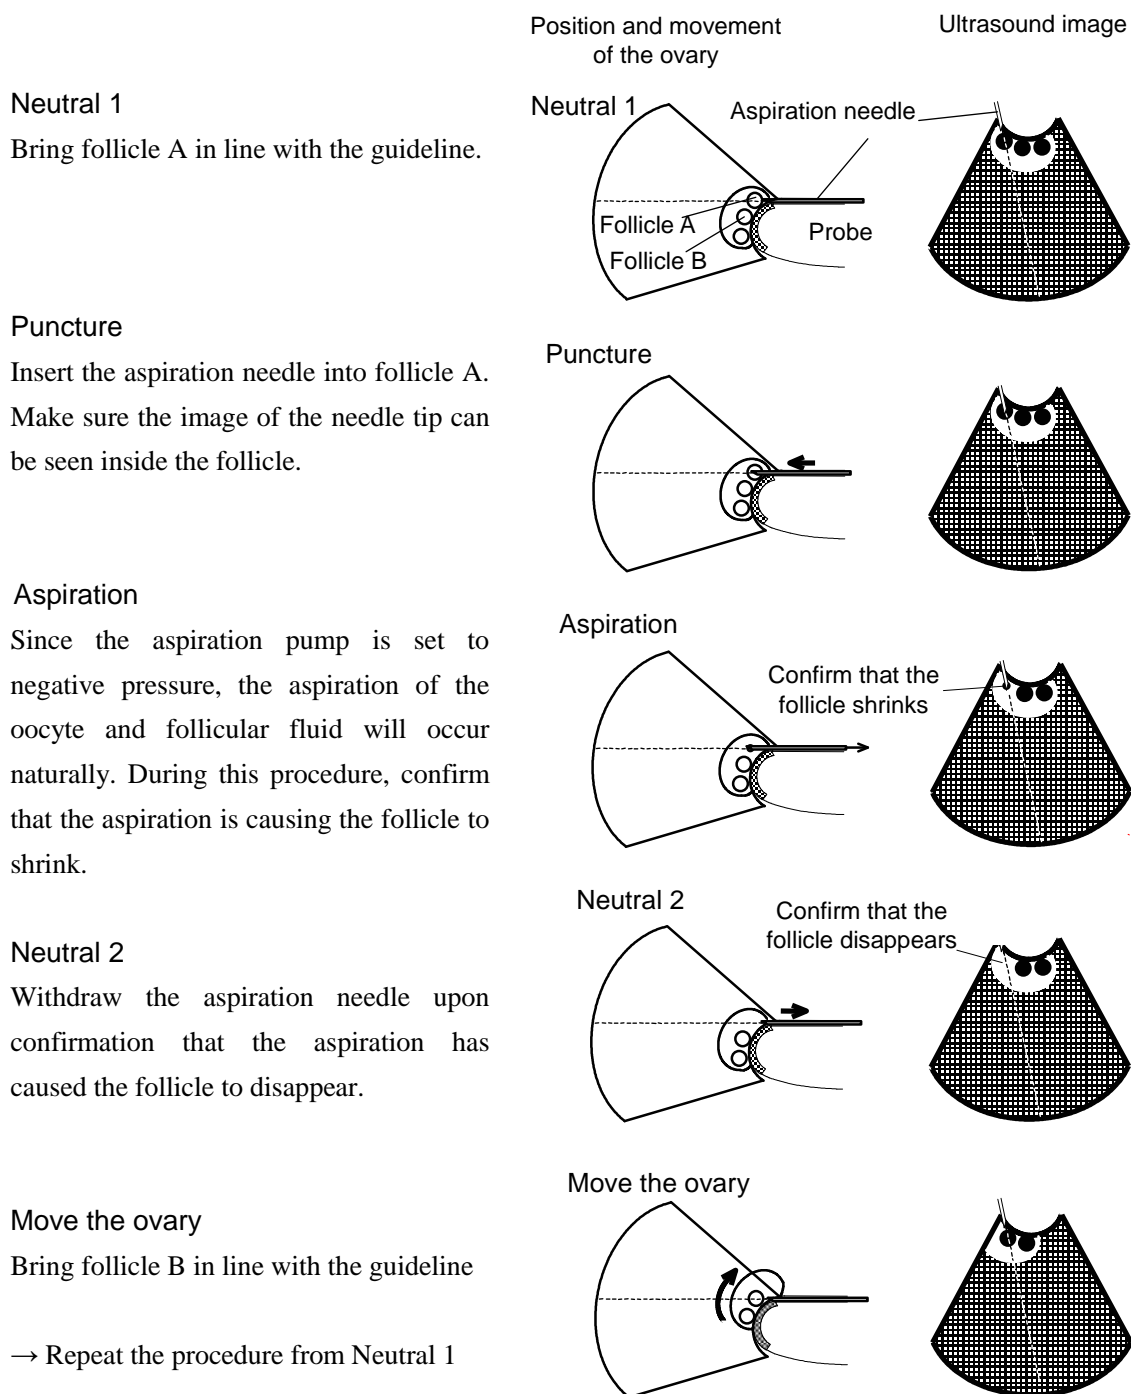 Position and movement
of the ovary
Ultrasound image
Neutral 1
Bring follicle A in line with the guideline.
Neutral 1
Aspiration needle
Follicle A
Follicle B
Probe
Puncture
Insert the aspiration needle into follicle A.
Make sure the image of the needle tip can
be seen inside the follicle.
Puncture
Aspiration
Since the aspiration pump is set to
negative pressure, the aspiration of the
oocyte and follicular fluid will occur
naturally. During this procedure, confirm
that the aspiration is causing the follicle to
shrink.
Aspiration
Confirm that the
follicle shrinks
Neutral 2
Withdraw the aspiration needle upon
confirmation that the aspiration has
caused the follicle to disappear.
Neutral 2
Confirm that the
follicle disappears
Move the ovary
Bring follicle B in line with the guideline
→ Repeat the procedure from Neutral 1
Move the ovary